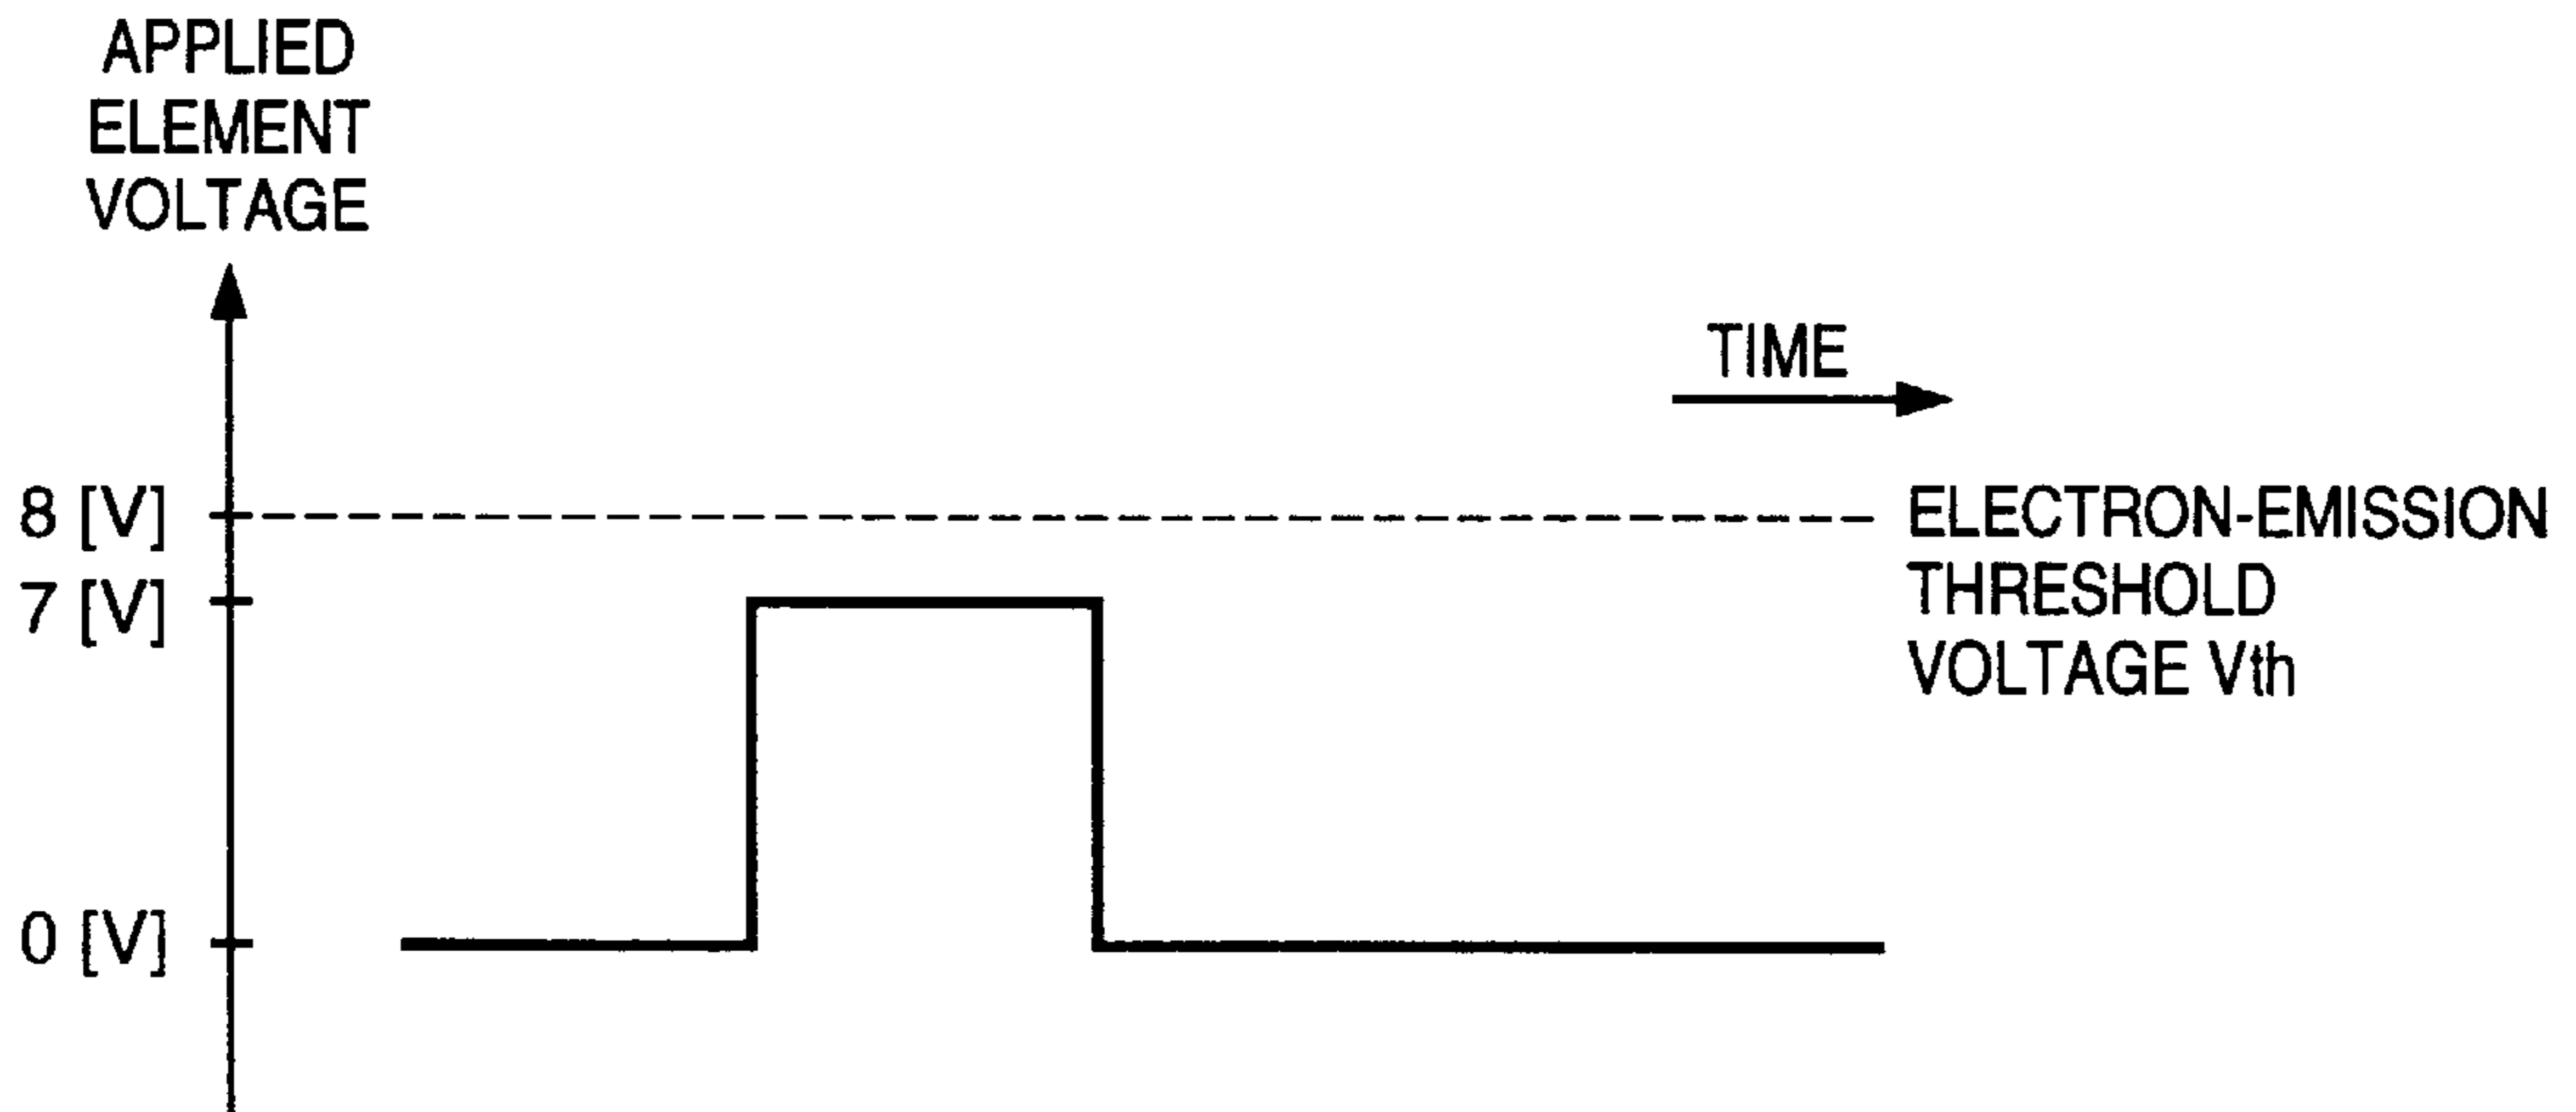 APPLIED
ELEMENT
VOLTAGE
TIME
8 [V]
ELECTRON-EMISSION
THRESHOLD
VOLTAGE Vth
7 [V]
0 [V]